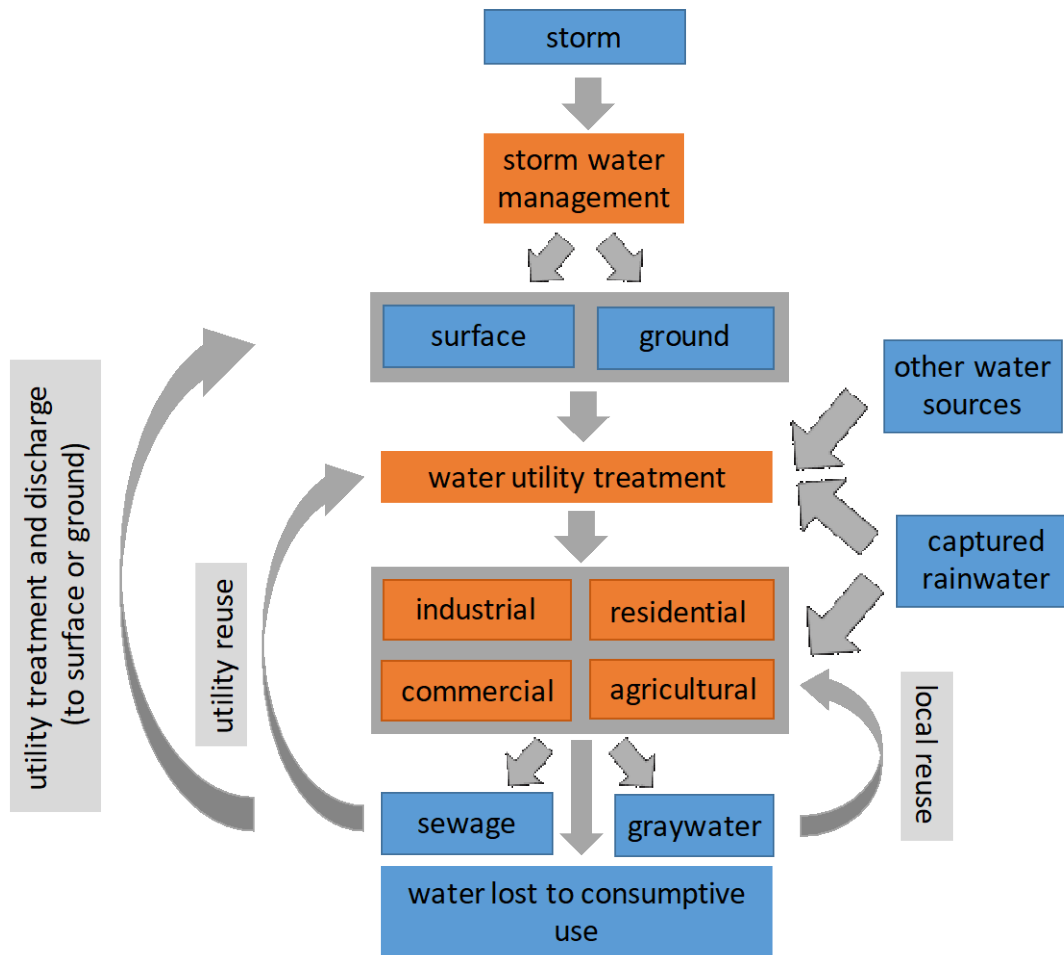 storm
storm water
management
surface
ground
other water
sources
water utility treatment
captured
rainwater
industrial
residential
commercial
agricultural
sewage
graywater
water lost to consumptive
use
utility treatment and discharge
(to surface or ground)
utility reuse
local reuse